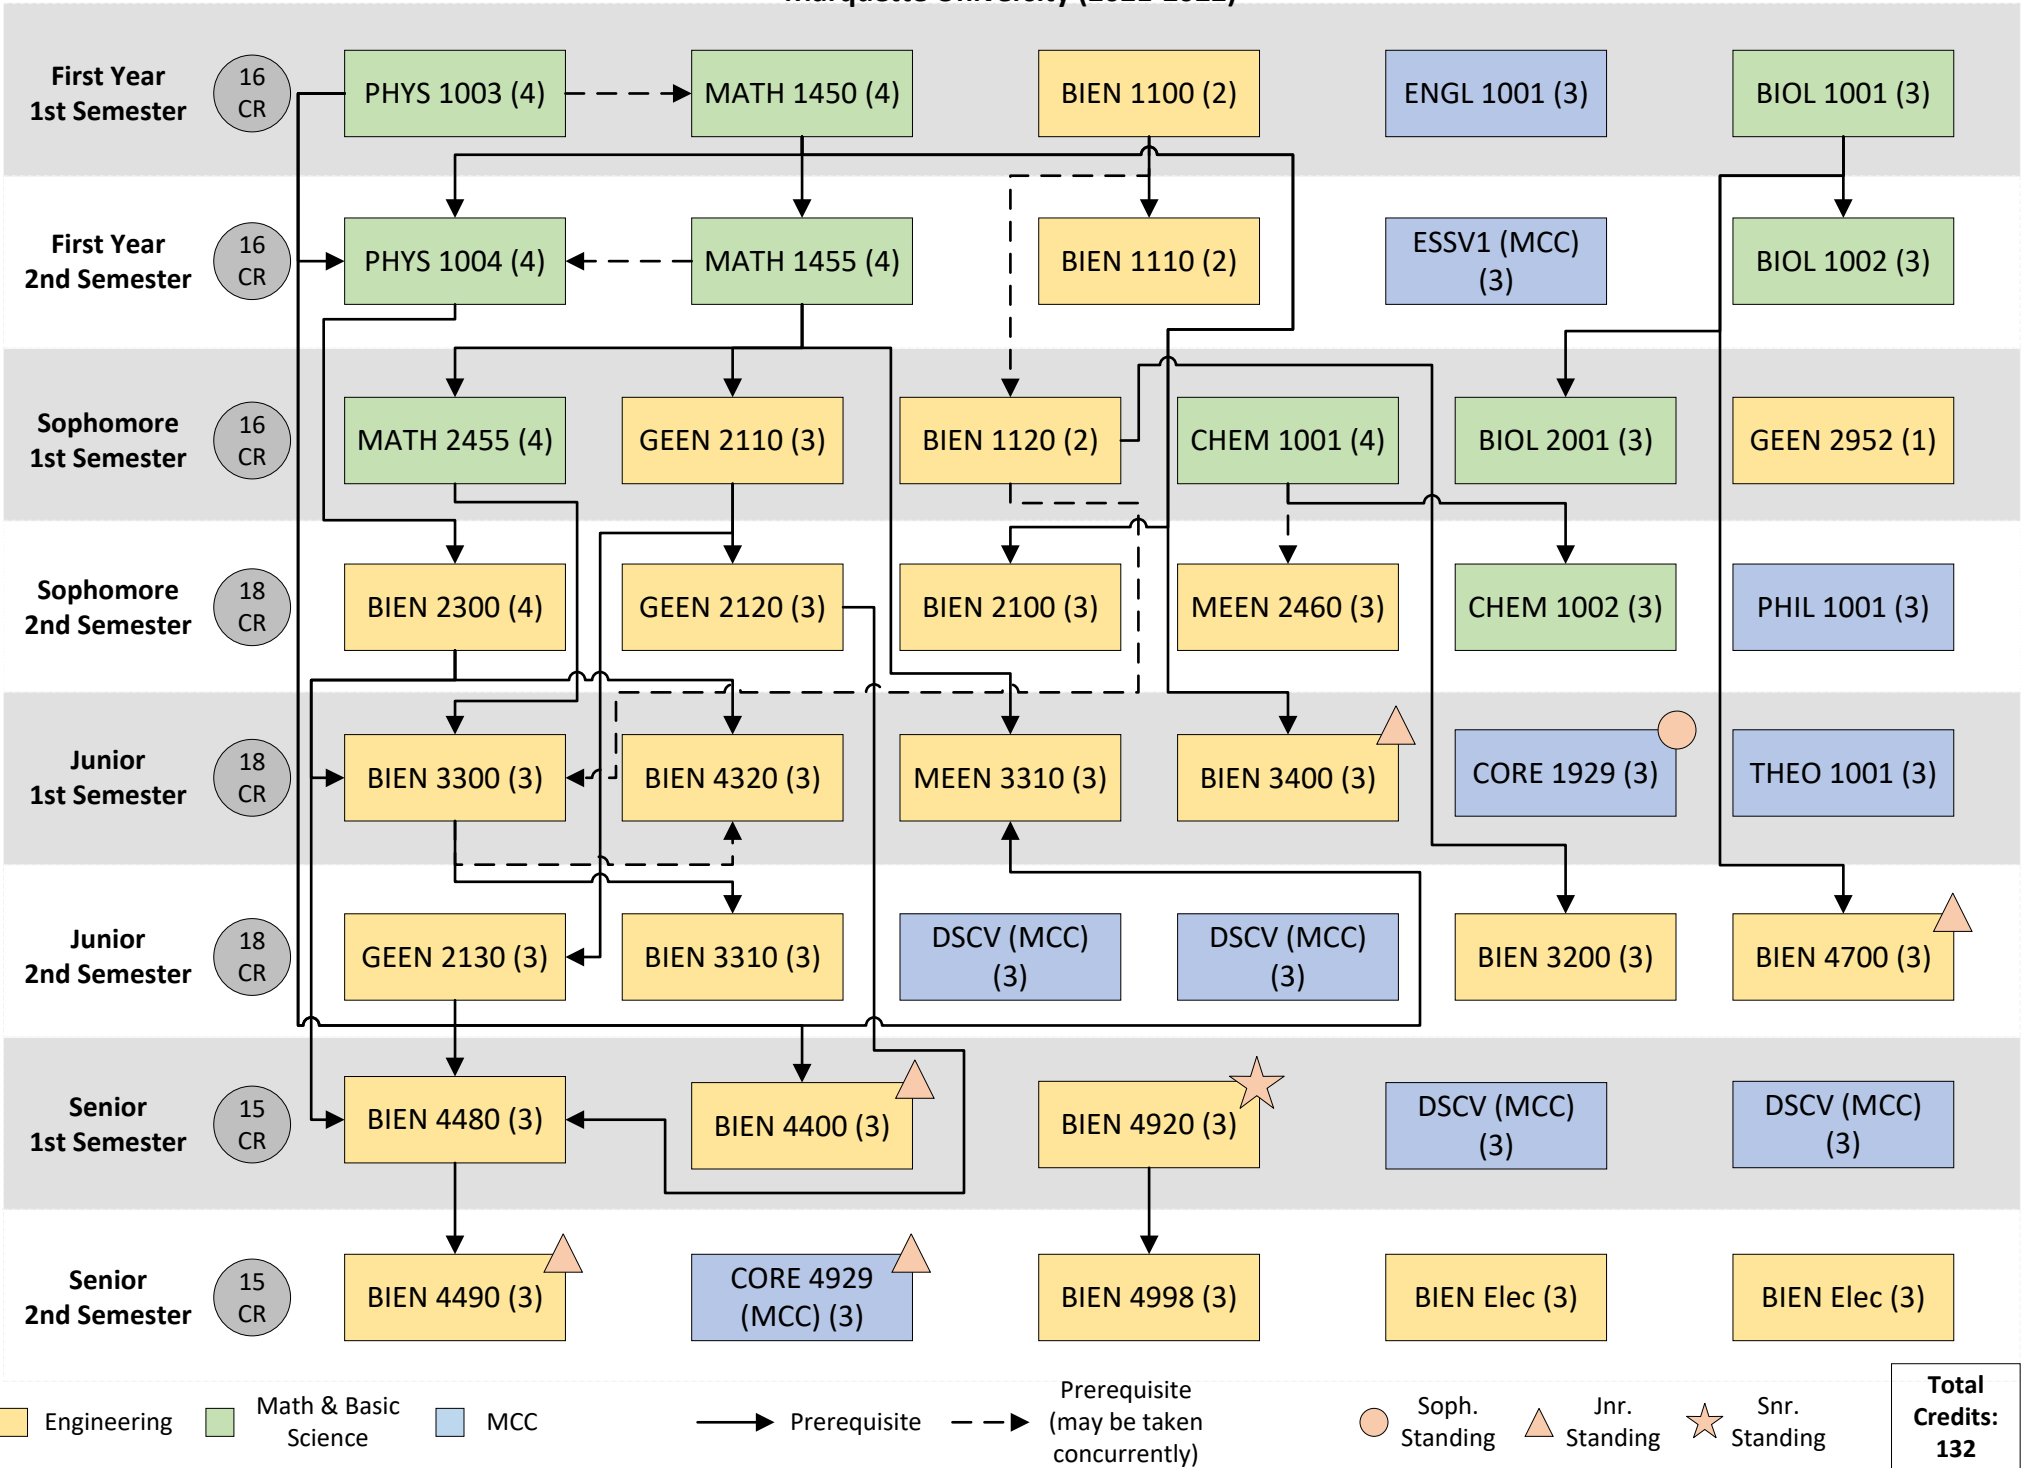 Marquette University (2021-2022)
First Year
1st Semester
16
CR
PHYS 1003 (4)
MATH 1450 (4)
BIEN 1100 (2)
ENGL 1001 (3)
BIOL 1001 (3)
First Year
2nd Semester
16
CR
PHYS 1004 (4)
MATH 1455 (4)
BIEN 1110 (2)
ESSV1 (MCC)
(3)
BIOL 1002 (3)
Sophomore
1st Semester
16
CR
MATH 2455 (4)
GEEN 2110 (3)
BIEN 1120 (2)
CHEM 1001 (4)
BIOL 2001 (3)
GEEN 2952 (1)
Sophomore
2nd Semester
18
CR
BIEN 2300 (4)
GEEN 2120 (3)
BIEN 2100 (3)
MEEN 2460 (3)
CHEM 1002 (3)
PHIL 1001 (3)
Junior
1st Semester
18
CR
BIEN 3300 (3)
BIEN 4320 (3)
MEEN 3310 (3)
BIEN 3400 (3)
CORE 1929 (3)
THEO 1001 (3)
Junior
2nd Semester
18
CR
GEEN 2130 (3)
BIEN 3310 (3)
DSCV (MCC)
(3)
DSCV (MCC)
(3)
BIEN 3200 (3)
BIEN 4700 (3)
Senior
1st Semester
15
CR
BIEN 4480 (3)
BIEN 4400 (3)
BIEN 4920 (3)
DSCV (MCC)
(3)
DSCV (MCC)
(3)
Senior
2nd Semester
15
CR
BIEN 4490 (3)
CORE 4929
(MCC) (3)
BIEN 4998 (3)
BIEN Elec (3)
BIEN Elec (3)
Engineering
Math & Basic
Science
MCC
Prerequisite
Prerequisite
(may be taken
concurrently)
Soph.
Standing
Jnr.
Standing
Snr.
Standing
Total
Credits:
132